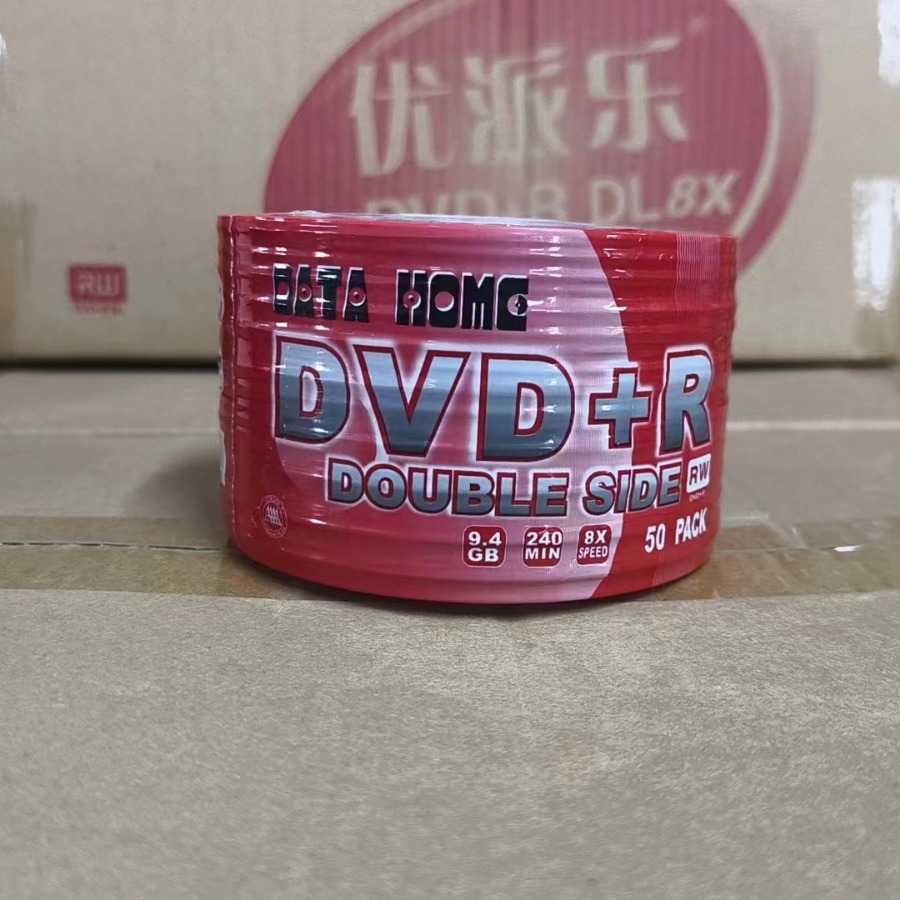 优派乐
DVD+R DL 8X
RW
DATA HOME
DVD+R
DOUBLE SIDE
RW
9.4 GB
240 MIN
8X SPEED
50 PACK